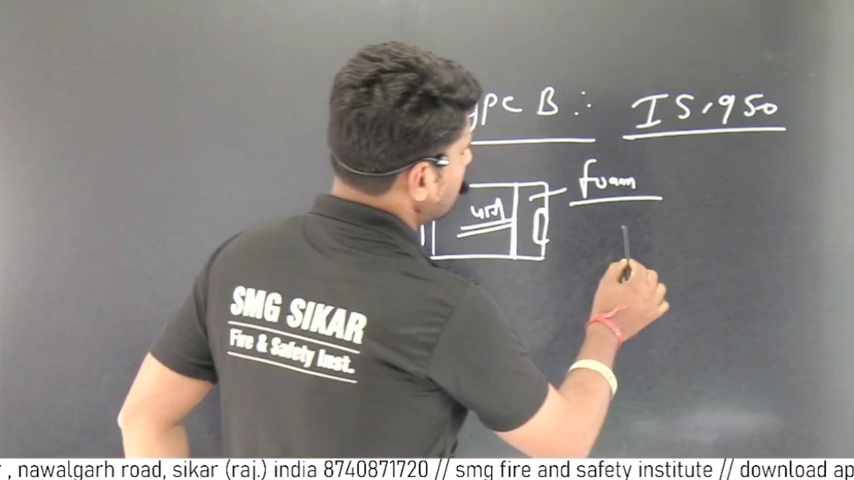 ype B :- IS,950
foam
पानी
SMG SIKAR
Fire & Safety Inst.
, nawalgarh road, sikar (raj.) india 8740871720 // smg fire and safety institute // download ap